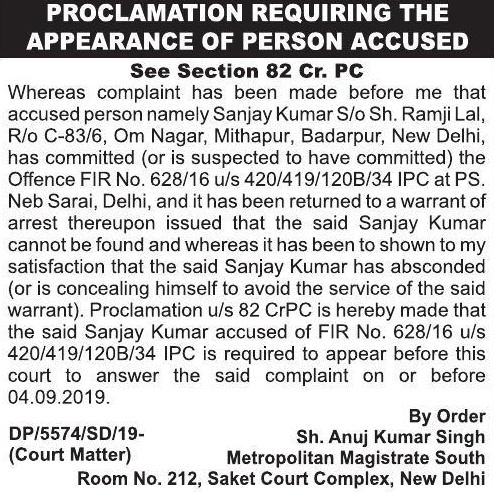 PROCLAMATION REQUIRING THE
APPEARANCE OF PERSON ACCUSED
See Section 82 Cr. PC
Whereas complaint has been made before me that
accused person namely Sanjay Kumar S/o Sh. Ramji Lal,
R/o C-83/6, Om Nagar, Mithapur, Badarpur, New Delhi,
has committed (or is suspected to have committed) the
Offence FIR No. 628/16 u/s 420/419/120B/34 IPC at PS.
Neb Sarai, Delhi, and it has been returned to a warrant of
arrest thereupon issued that the said Sanjay Kumar
cannot be found and whereas it has been to shown to my
satisfaction that the said Sanjay Kumar has absconded
(or is concealing himself to avoid the service of the said
warrant). Proclamation u/s 82 CrPC is hereby made that
the said Sanjay Kumar accused of FIR No. 628/16 u/s
420/419/120B/34 IPC is required to appear before this
court to answer the said complaint on or before
04.09.2019.
By Order
DP/5574/SD/19- Sh. Anuj Kumar Singh
(Court Matter) Metropolitan Magistrate South
Room No. 212, Saket Court Complex, New Delhi